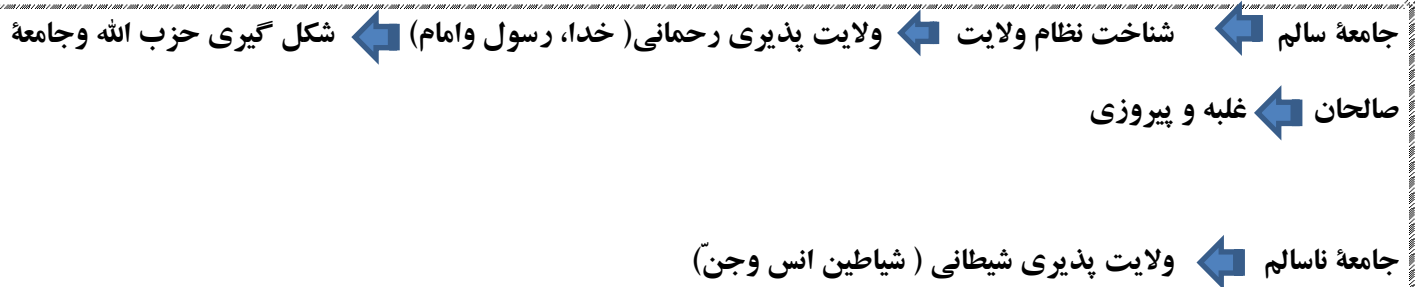 جامعهٔ سالم شناخت نظام ولایت ولایت پذیری رحمانی( خدا، رسول وامام) شکل گیری حزب الله وجامعهٔ
صالحان غلبه و پیروزی
جامعهٔ ناسالم ولایت پذیری شیطانی ( شیاطین انس وجنّ)